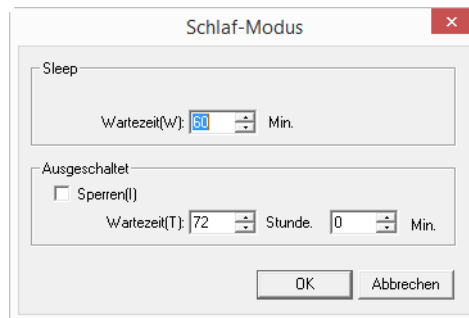 Schlaf-Modus
Sleep
Wartezeit(W): 60 Min.
Ausgeschaltet
Sperren(I)
Wartezeit(T): 72 Stunde. 0 Min.
OK Abbrechen